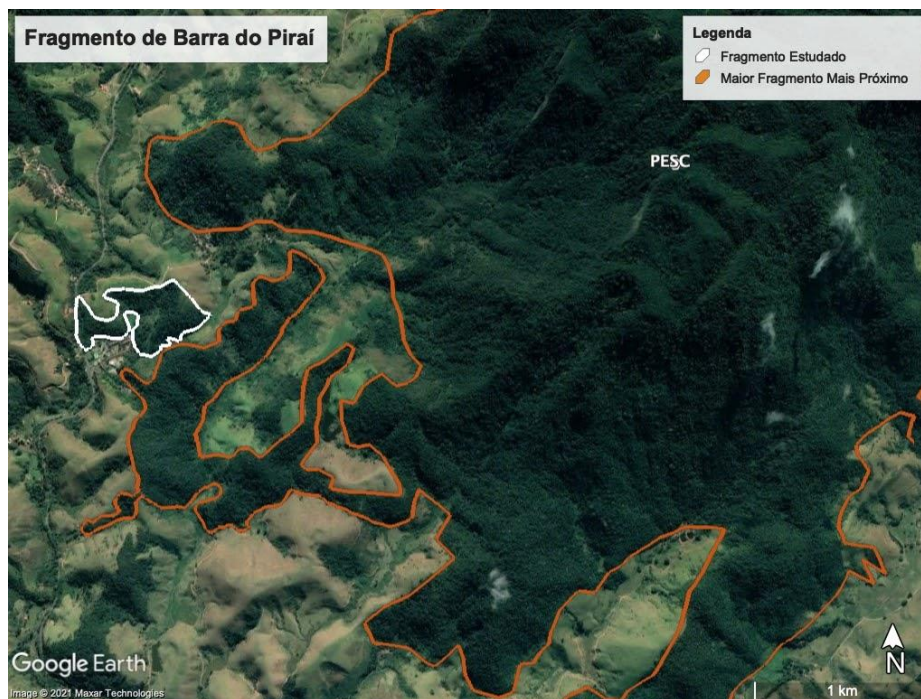 Fragmento de Barra do Piraí
Legenda
Fragmento Estudado
Maior Fragmento Mais Próximo
PESC
N
Google Earth
Image © 2021 Maxar Technologies
1 km